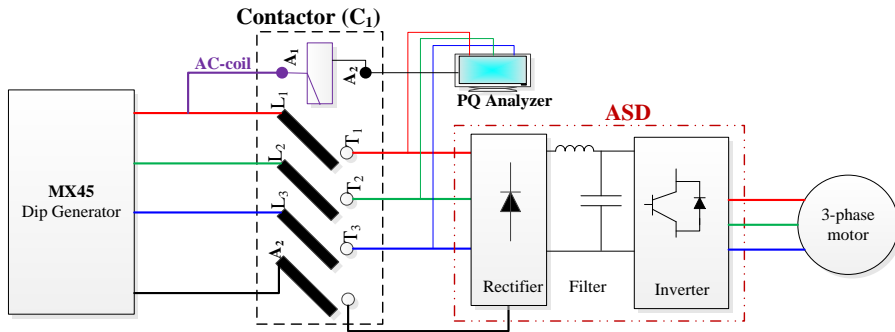 Contactor (C1)
AC-coil
A1
A2
PQ Analyzer
ASD
L1
T1
L2
T2
L3
T3
A2
MX45
Dip Generator
Rectifier
Filter
Inverter
3-phase
motor